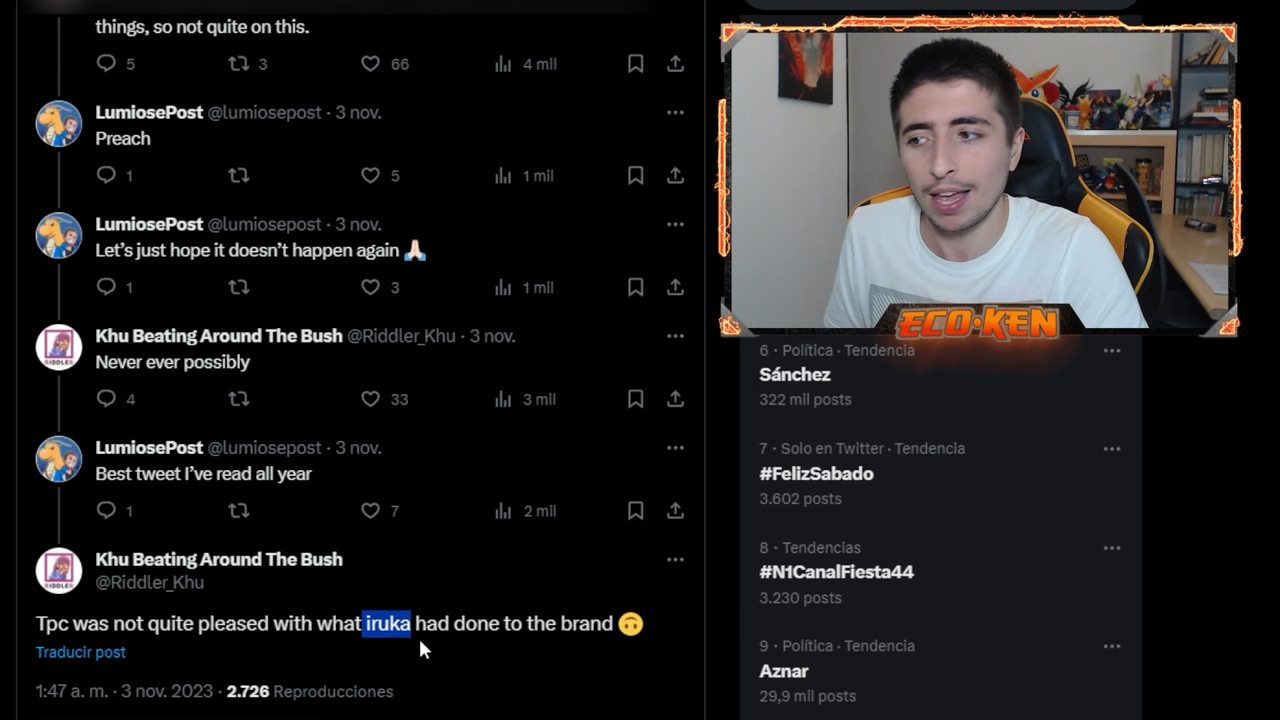 things, so not quite on this.
5 3 66 4 mil
LumiosePost @lumiosepost · 3 nov.
Preach
1 5 1 mil
LumiosePost @lumiosepost · 3 nov.
Let's just hope it doesn't happen again 🙏🏻
1 3 1 mil
Khu Beating Around The Bush @Riddler_Khu · 3 nov.
Never ever possibly
4 33 3 mil
LumiosePost @lumiosepost · 3 nov.
Best tweet I've read all year
1 7 2 mil
Khu Beating Around The Bush
@Riddler_Khu
Tpc was not quite pleased with what iruka had done to the brand 🙃
Traducir post
1:47 a. m. · 3 nov. 2023 · 2.726 Reproducciones
ECO·KEN
6 · Política · Tendencia
Sánchez
322 mil posts
7 · Solo en Twitter · Tendencia
#FelizSabado
3.602 posts
8 · Tendencias
#N1CanalFiesta44
3.230 posts
9 · Política · Tendencia
Aznar
29,9 mil posts